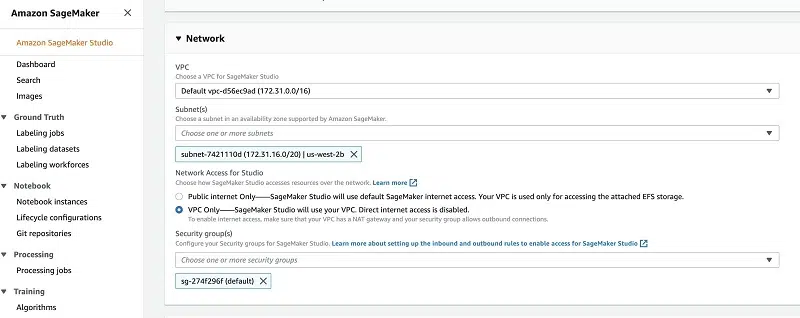 Amazon SageMaker
Amazon SageMaker Studio
Dashboard
Search
Images
Ground Truth
Labeling jobs
Labeling datasets
Labeling workforces
Notebook
Notebook instances
Lifecycle configurations
Git repositories
Processing
Processing jobs
Training
Algorithms
Network
VPC
Choose a VPC for SageMaker Studio
Default vpc-d56ec9ad (172.31.0.0/16)
Subnet(s)
Choose a subnet in an availability zone supported by Amazon SageMaker.
Choose one or more subnets
subnet-7421110d (172.31.16.0/20) | us-west-2b
Network Access for Studio
Choose how SageMaker Studio accesses resources over the network. Learn more
Public internet Only——SageMaker Studio will use default SageMaker internet access. Your VPC is used only for accessing the attached EFS storage.
VPC Only——SageMaker Studio will use your VPC. Direct internet access is disabled.
To enable internet access, make sure that your VPC has a NAT gateway and your security group allows outbound connections.
Security group(s)
Configure your Security groups for SageMaker Studio. Learn more about setting up the inbound and outbound rules to enable access for SageMaker Studio
Choose one or more security groups
sg-274f296f (default)